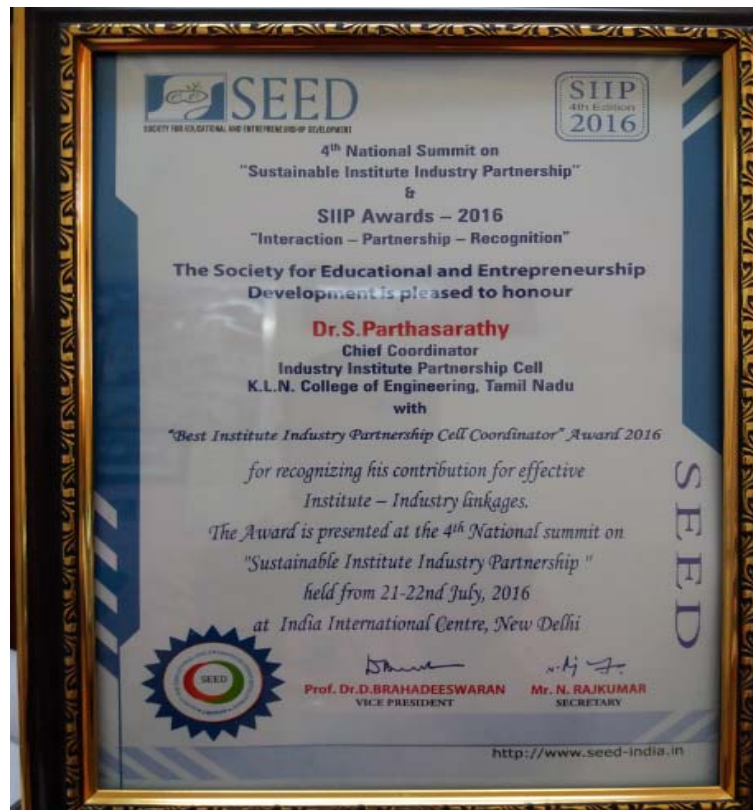 SEED
SOCIETY FOR EDUCATIONAL AND ENTREPRENEURSHIP DEVELOPMENT
SIIP
4th Edition
2016
4th National Summit on
"Sustainable Institute Industry Partnership"
&
SIIP Awards – 2016
"Interaction – Partnership – Recognition"
The Society for Educational and Entrepreneurship
Development is pleased to honour
Dr.S.Parthasarathy
Chief Coordinator
Industry Institute Partnership Cell
K.L.N. College of Engineering, Tamil Nadu
with
"Best Institute Industry Partnership Cell Coordinator" Award 2016
for recognizing his contribution for effective
Institute – Industry linkages.
The Award is presented at the 4th National summit on
"Sustainable Institute Industry Partnership "
held from 21-22nd July, 2016
at India International Centre, New Delhi
SEED
SEED
Prof. Dr.D.BRAHADEESWARAN
VICE PRESIDENT
Mr. N. RAJKUMAR
SECRETARY
http://www.seed-india.in